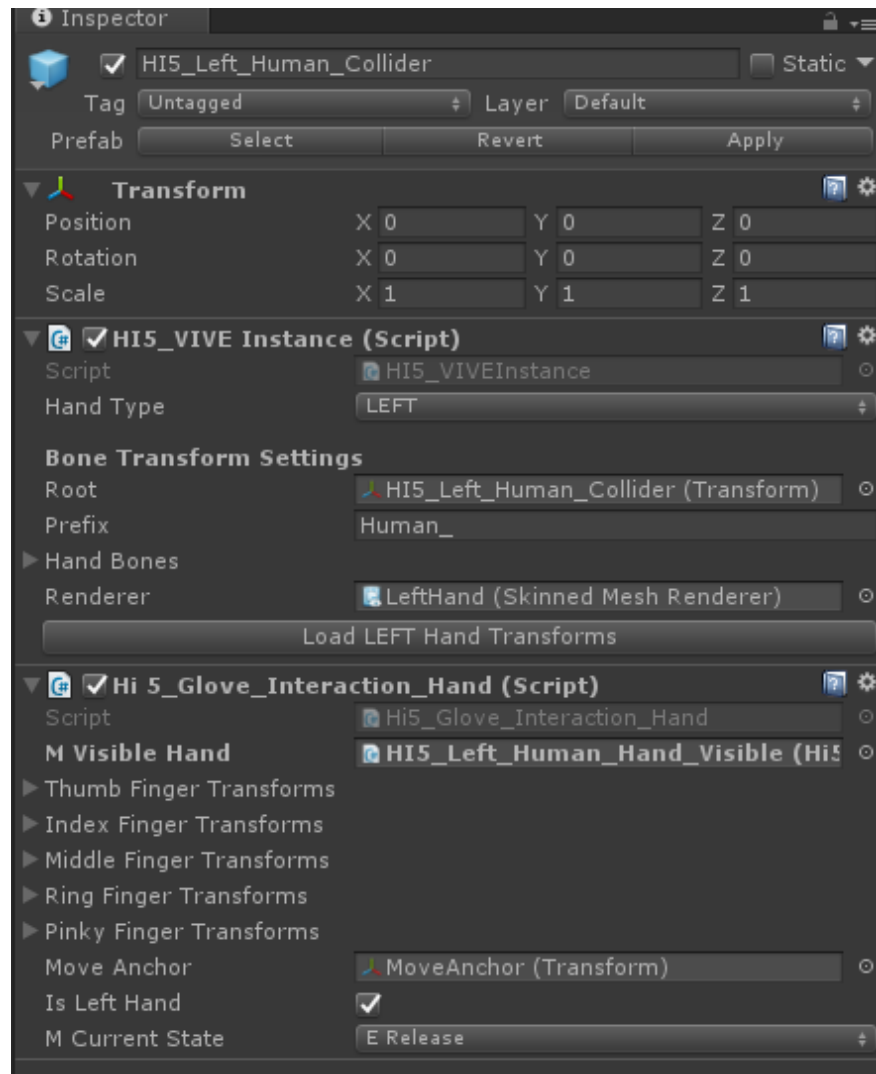 Inspector
HI5_Left_Human_Collider Static
Tag Untagged Layer Default
Prefab Select Revert Apply
Transform
Position X 0 Y 0 Z 0
Rotation X 0 Y 0 Z 0
Scale X 1 Y 1 Z 1
HI5_VIVE Instance (Script)
Script HI5_VIVEInstance
Hand Type LEFT
Bone Transform Settings
Root HI5_Left_Human_Collider (Transform)
Prefix Human_
Hand Bones
Renderer LeftHand (Skinned Mesh Renderer)
Load LEFT Hand Transforms
Hi 5_Glove_Interaction_Hand (Script)
Script Hi5_Glove_Interaction_Hand
M Visible Hand HI5_Left_Human_Hand_Visible (Hi5
Thumb Finger Transforms
Index Finger Transforms
Middle Finger Transforms
Ring Finger Transforms
Pinky Finger Transforms
Move Anchor MoveAnchor (Transform)
Is Left Hand
M Current State E Release